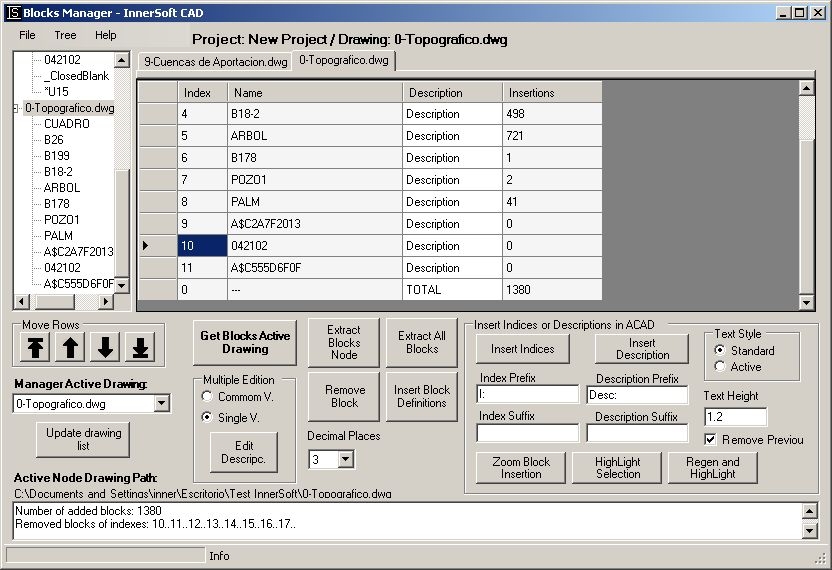 Blocks Manager - InnerSoft CAD
File Tree Help
Project: New Project / Drawing: 0-Topografico.dwg
042102
_ClosedBlank
*U15
0-Topografico.dwg
CUADRO
B26
B199
B18-2
ARBOL
B178
POZO1
PALM
A$C2A7F2013
042102
A$C555D6F0F
9-Cuencas de Aportacion.dwg 0-Topografico.dwg
Index Name Description Insertions
4 B18-2 Description 498
5 ARBOL Description 721
6 B178 Description 1
7 POZO1 Description 2
8 PALM Description 41
9 A$C2A7F2013 Description 0
10 042102 Description 0
11 A$C555D6F0F Description 0
0 --- TOTAL 1380
Move Rows
Manager Active Drawing:
0-Topografico.dwg
Update drawing
list
Get Blocks Active
Drawing
Multiple Edition
Commom V.
Single V.
Edit
Descripc.
Extract
Blocks
Node
Extract All
Blocks
Remove
Block
Insert Block
Definitions
Decimal Places
3
Insert Indices or Descriptions in ACAD
Insert Indices
Insert
Description
Index Prefix
I:
Description Prefix
Desc:
Index Suffix
Description Suffix
Text Style
Standard
Active
Text Height
1.2
Remove Previou
Zoom Block
Insertion
HighLight
Selection
Regen and
HighLight
Active Node Drawing Path:
C:\Documents and Settings\inner\Escritorio\Test InnerSoft\0-Topografico.dwg
Number of added blocks: 1380
Removed blocks of indexes: 10..11..12..13..14..15..16..17..
Info